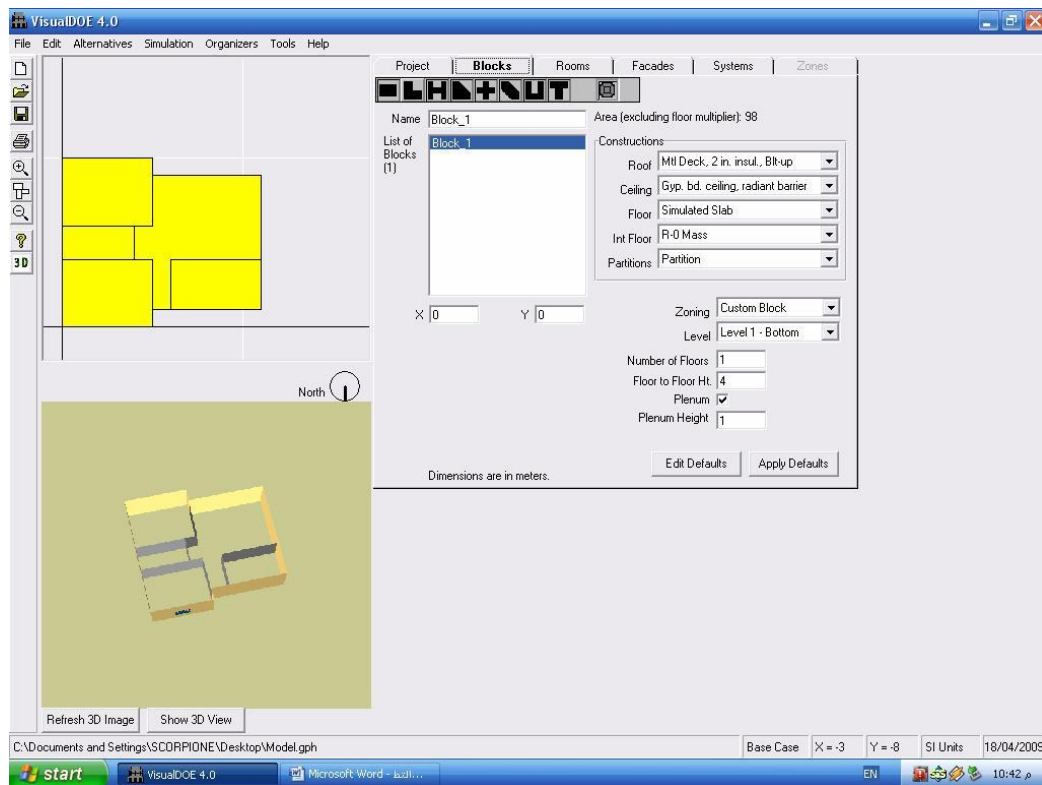 VisualDOE 4.0
File Edit Alternatives Simulation Organizers Tools Help
Project Blocks Rooms Facades Systems Zones
Name Block_1
Area (excluding floor multiplier): 98
List of Blocks (1)
Block_1
Constructions
Roof Mtl Deck, 2 in. insul., Blt-up
Ceiling Gyp. bd. ceiling, radiant barrier
Floor Simulated Slab
Int Floor R-0 Mass
Partitions Partition
X 0 Y 0
Zoning Custom Block
Level Level 1 - Bottom
Number of Floors 1
Floor to Floor Ht. 4
Plenum
Plenum Height 1
Edit Defaults Apply Defaults
Dimensions are in meters.
3D
North
Refresh 3D Image Show 3D View
C:\Documents and Settings\SCORPIONE\Desktop\Model.gph Base Case X = -3 Y = -8 SI Units 18/04/2009
start VisualDOE 4.0 Microsoft Word - EN 10:42 م